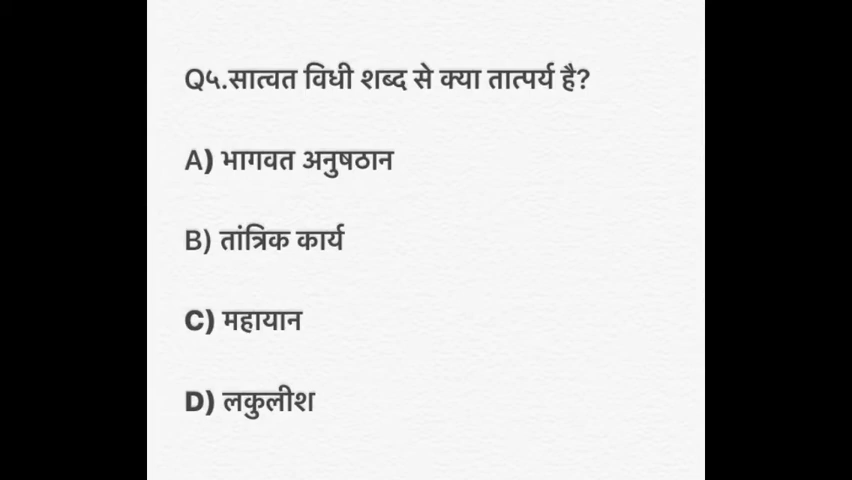 Q५.सात्वत विधी शब्द से क्या तात्पर्य है?
A) भागवत अनुषठान
B) तांत्रिक कार्य
C) महायान
D) लकुलीश